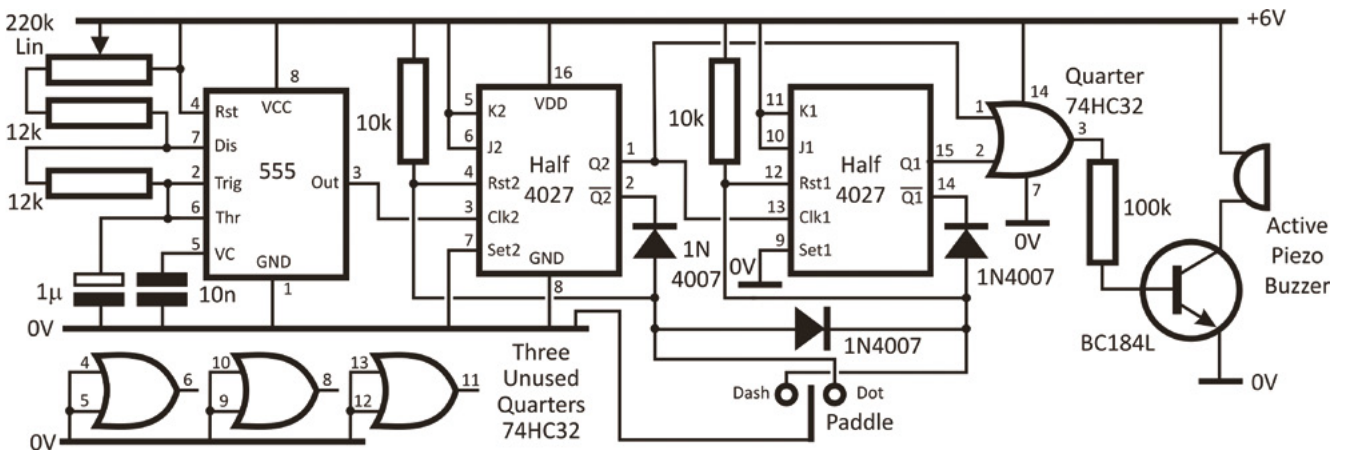 220k
Lin
12k
12k
1µ
10n
0V
4
7
2
6
5
8
VCC
Rst
Dis
Trig
555
Out
3
Thr
VC
GND
1
10k
5
6
4
3
7
16
VDD
K2
J2
Half
4027
Rst2
Clk2
Set2
Q2
Q2
GND
8
1
2
1N
4007
10k
11
10
12
13
9
0V
K1
J1
Half
4027
Rst1
Clk1
Set1
Q1
Q1
15
14
1N4007
1N4007
1
2
14
3
7
0V
Quarter
74HC32
100k
+6V
Active
Piezo
Buzzer
BC184L
0V
4
5
6
10
9
8
13
12
11
0V
Three
Unused
Quarters
74HC32
Dash
Dot
Paddle